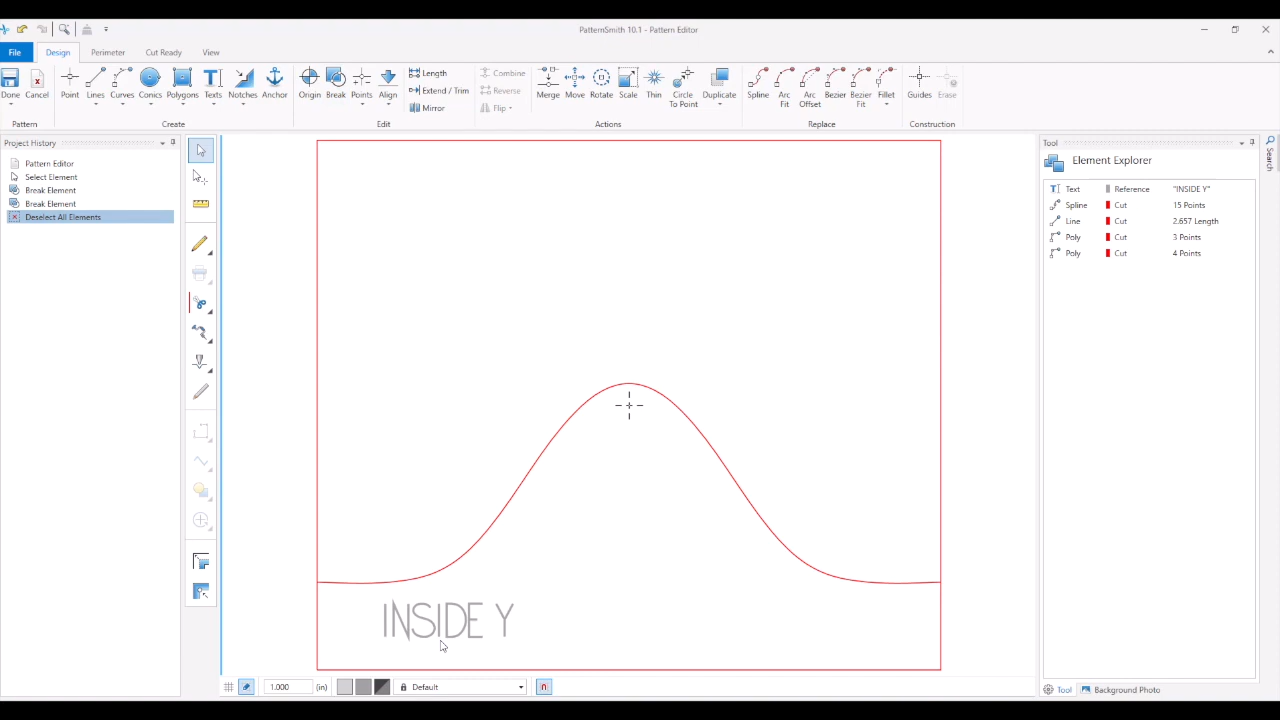 PatternSmith 10.1 - Pattern Editor
File Design Perimeter Cut Ready View
Done Cancel Point Lines Curves Conics Polygons Texts Notches Anchor Origin Break Points Align Length Extend / Trim Mirror Combine Reverse Flip Merge Move Rotate Scale Thin Circle To Point Duplicate Spline Arc Fit Arc Offset Bezier Bezier Fit Fillet Guides Erase
Pattern Create Edit Actions Replace Construction
Project History
Pattern Editor
Select Element
Break Element
Break Element
Deselect All Elements
INSIDE Y
1.000 (in) Default
Tool
Element Explorer
Text Reference "INSIDE Y"
Spline Cut 15 Points
Line Cut 2.657 Length
Poly Cut 3 Points
Poly Cut 4 Points
Tool Background Photo
Search